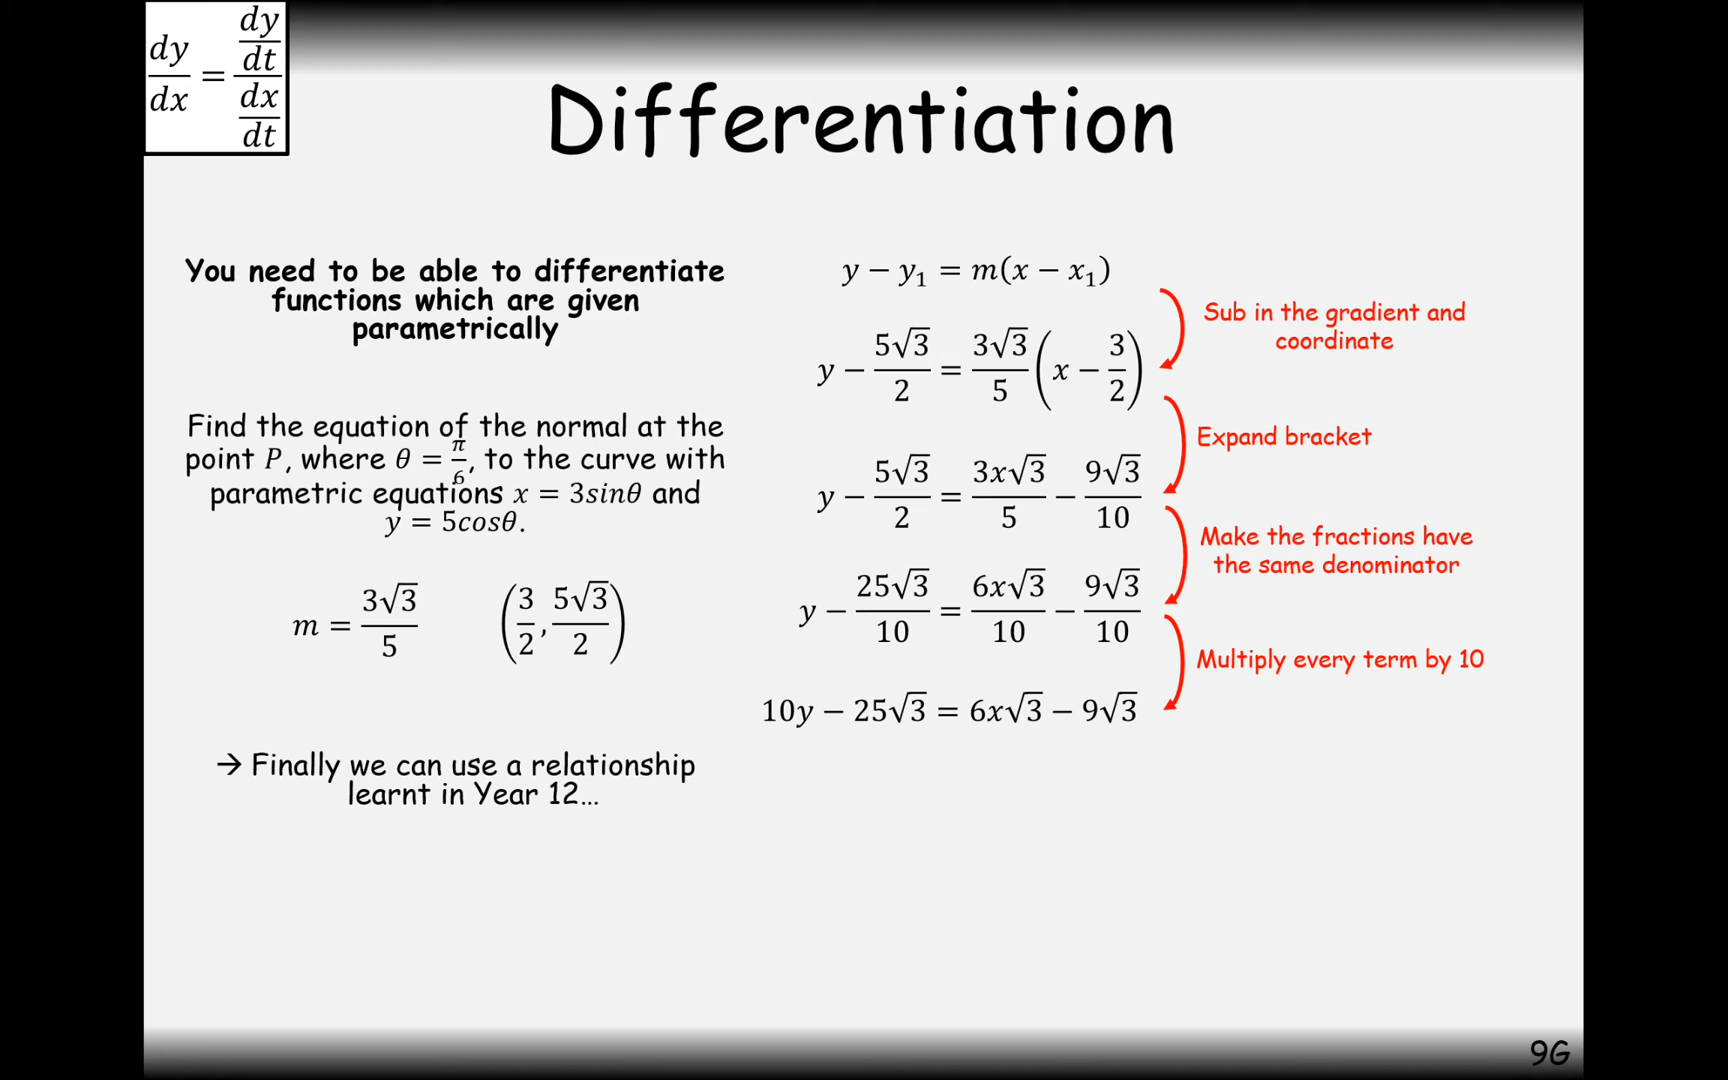 dy/dx = (dy/dt)/(dx/dt)
Differentiation
You need to be able to differentiate
functions which are given
parametrically
Find the equation of the normal at the
point P, where θ = π/6, to the curve with
parametric equations x = 3sinθ and
y = 5cosθ.
m = 3√3/5 (3/2, 5√3/2)
→ Finally we can use a relationship
learnt in Year 12...
y − y₁ = m(x − x₁)
Sub in the gradient and
coordinate
y − 5√3/2 = 3√3/5 (x − 3/2)
Expand bracket
y − 5√3/2 = 3x√3/5 − 9√3/10
Make the fractions have
the same denominator
y − 25√3/10 = 6x√3/10 − 9√3/10
Multiply every term by 10
10y − 25√3 = 6x√3 − 9√3
9G